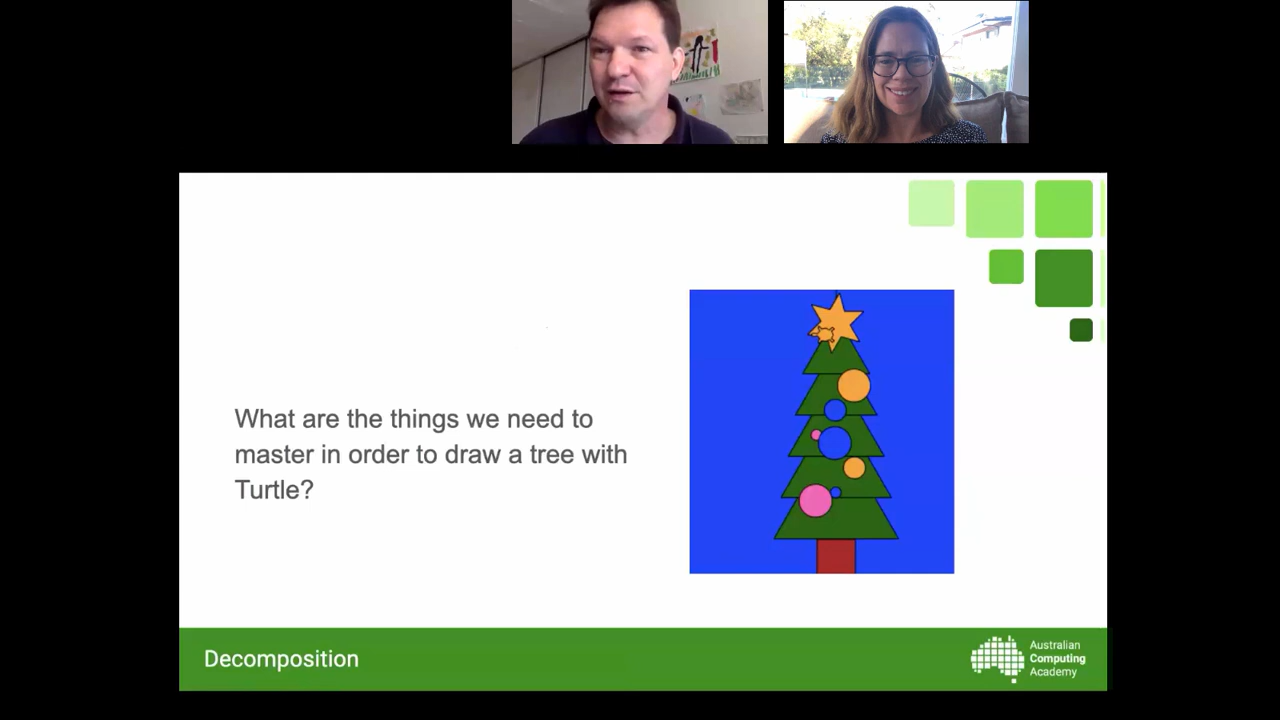 What are the things we need to
master in order to draw a tree with
Turtle?
Decomposition
Australian
Computing
Academy